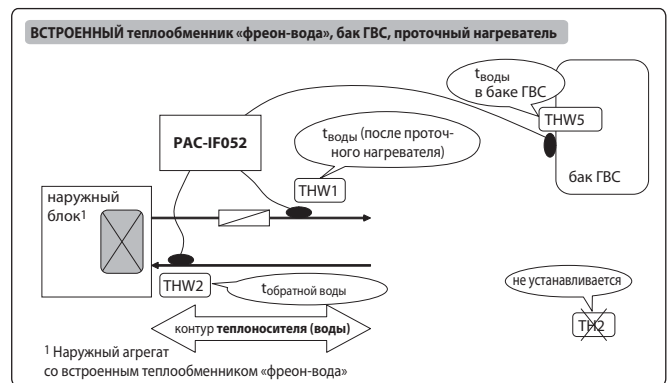 ВСТРОЕННЫЙ теплообменник «фреон-вода», бак ГВС, проточный нагреватель
tводы
в баке ГВС
THW5
бак ГВС
PAC-IF052
tводы (после проточ-
ного нагревателя)
THW1
наружный
блок1
THW2
tобратной воды
не устанавливается
TH2
контур теплоносителя (воды)
1 Наружный агрегат
со встроенным теплообменником «фреон-вода»